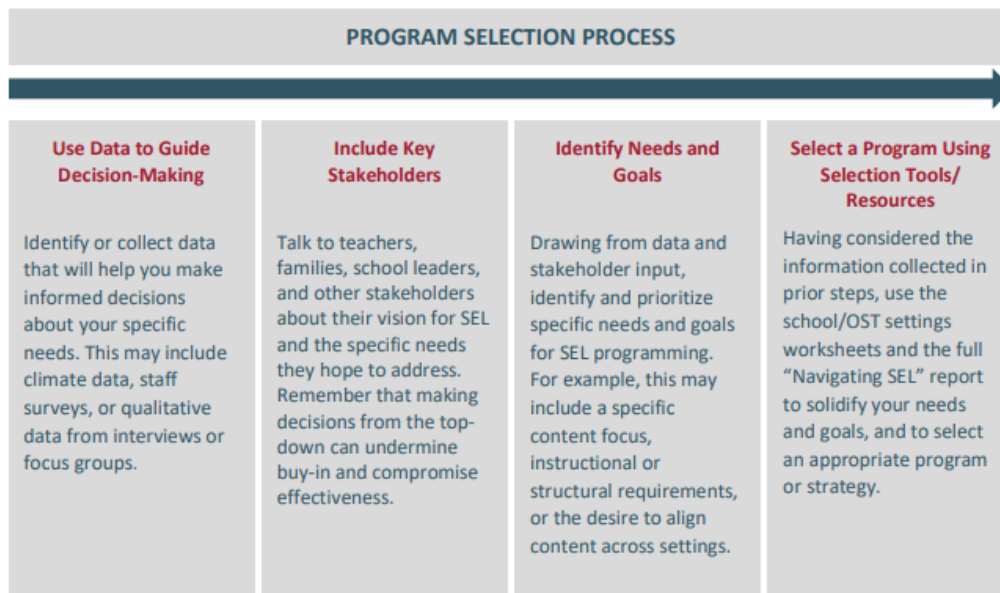 PROGRAM SELECTION PROCESS
Use Data to Guide
Decision-Making
Identify or collect data
that will help you make
informed decisions
about your specific
needs. This may include
climate data, staff
surveys, or qualitative
data from interviews or
focus groups.
Include Key
Stakeholders
Talk to teachers,
families, school leaders,
and other stakeholders
about their vision for SEL
and the specific needs
they hope to address.
Remember that making
decisions from the top-
down can undermine
buy-in and compromise
effectiveness.
Identify Needs and
Goals
Drawing from data and
stakeholder input,
identify and prioritize
specific needs and goals
for SEL programming.
For example, this may
include a specific
content focus,
instructional or
structural requirements,
or the desire to align
content across settings.
Select a Program Using
Selection Tools/
Resources
Having considered the
information collected in
prior steps, use the
school/OST settings
worksheets and the full
“Navigating SEL” report
to solidify your needs
and goals, and to select
an appropriate program
or strategy.